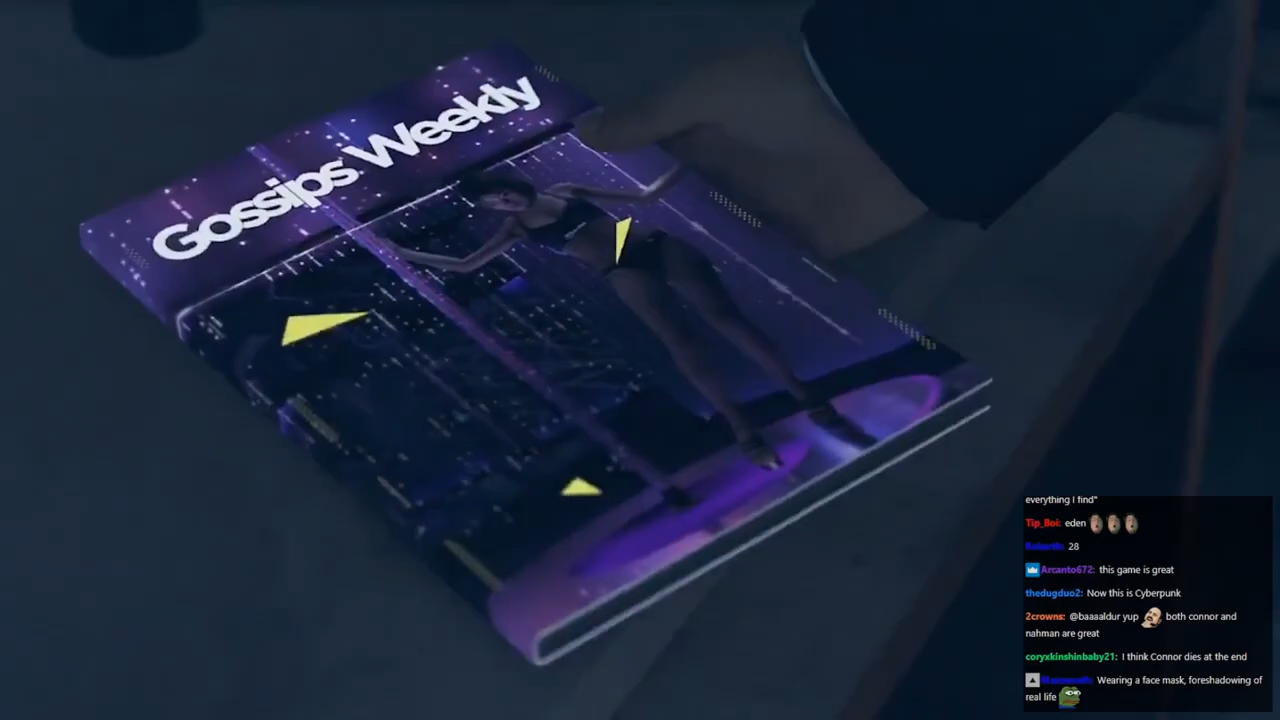 Gossips Weekly
everything I find"
Tip_Boi: eden
28
Arcanto672: this game is great
thedugduo2: Now this is Cyberpunk
2crowns: @baaaldur yup both connor and
nahman are great
coryxkinshinbaby21: I think Connor dies at the end
Wearing a face mask, foreshadowing of
real life